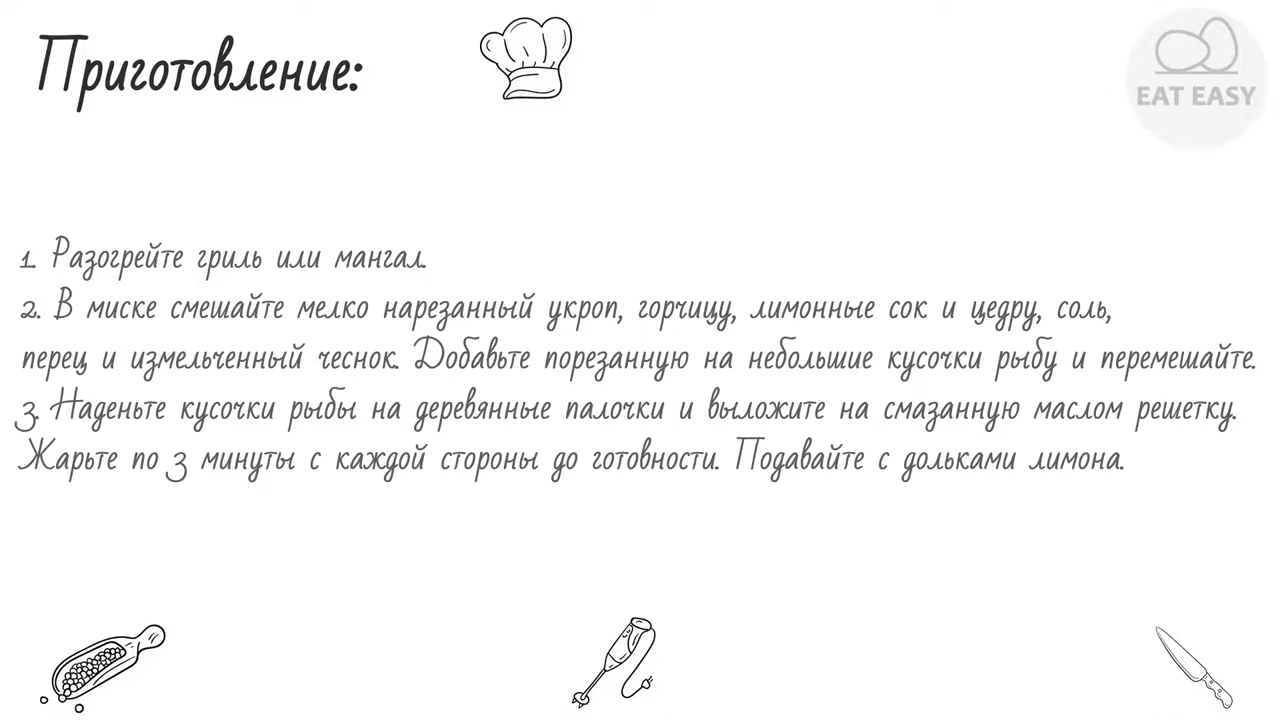 Приготовление:
EAT EASY
1. Разогрейте гриль или мангал.
2. В миске смешайте мелко нарезанный укроп, горчицу, лимонные сок и цедру, соль,
перец и измельченный чеснок. Добавьте порезанную на небольшие кусочки рыбу и перемешайте.
3. Наденьте кусочки рыбы на деревянные палочки и выложите на смазанную маслом решетку.
Жарьте по 3 минуты с каждой стороны до готовности. Подавайте с дольками лимона.